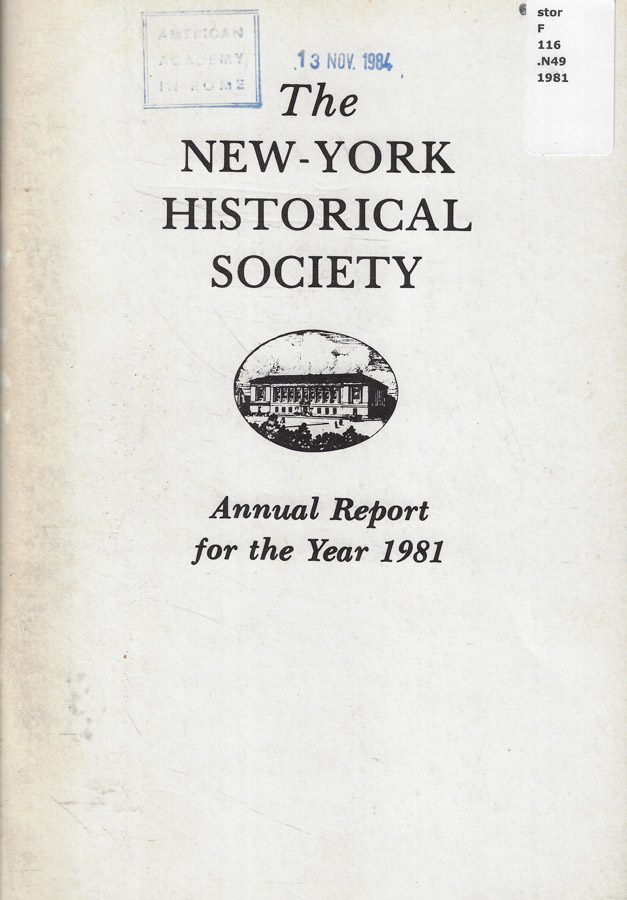 AMERICAN
ACADEMY
IN ROME
13 NOV. 1984
stor
F
116
.N49
1981
The
NEW-YORK
HISTORICAL
SOCIETY
Annual Report
for the Year 1981